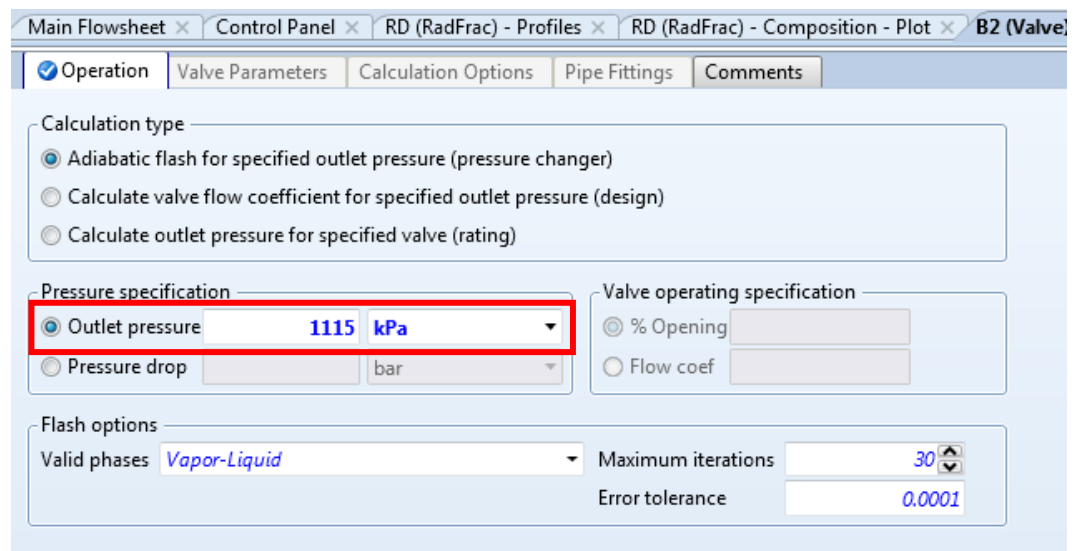 Main Flowsheet × Control Panel × RD (RadFrac) - Profiles × RD (RadFrac) - Composition - Plot × B2 (Valve)
Operation Valve Parameters Calculation Options Pipe Fittings Comments
Calculation type
Adiabatic flash for specified outlet pressure (pressure changer)
Calculate valve flow coefficient for specified outlet pressure (design)
Calculate outlet pressure for specified valve (rating)
Pressure specification
Outlet pressure 1115 kPa
Pressure drop bar
Valve operating specification
% Opening
Flow coef
Flash options
Valid phases Vapor-Liquid
Maximum iterations 30
Error tolerance 0.0001